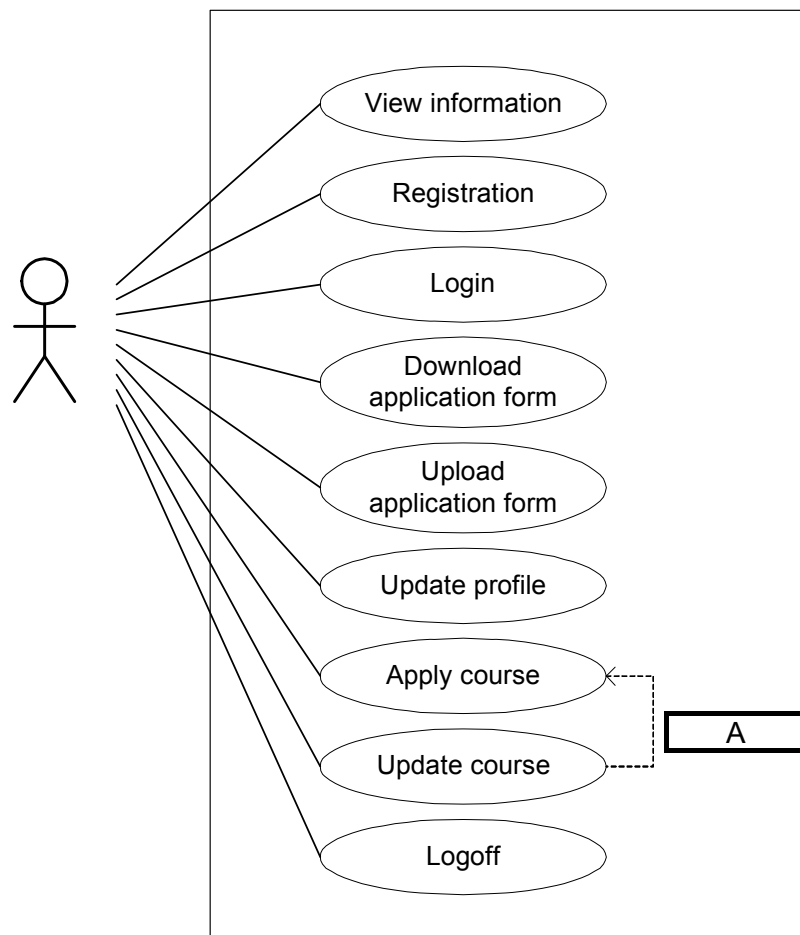 View information
Registration
Login
Download
application form
Upload
application form
Update profile
Apply course
A
Update course
Logoff